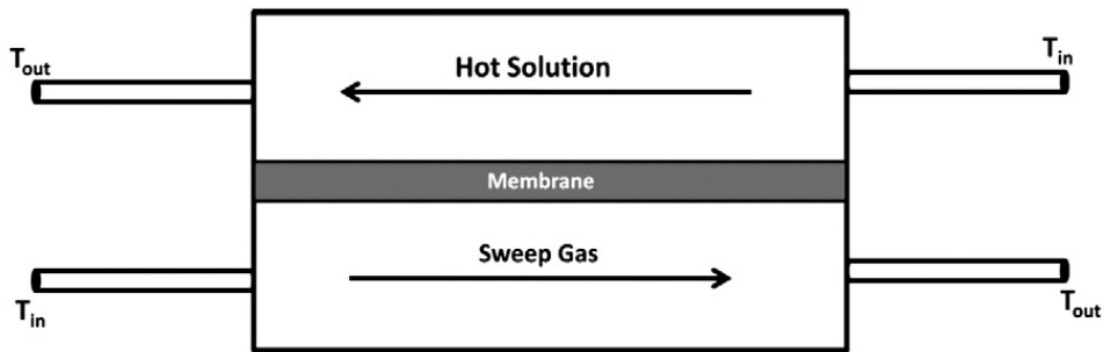 T_out
Hot Solution
T_in
Membrane
Sweep Gas
T_in
T_out